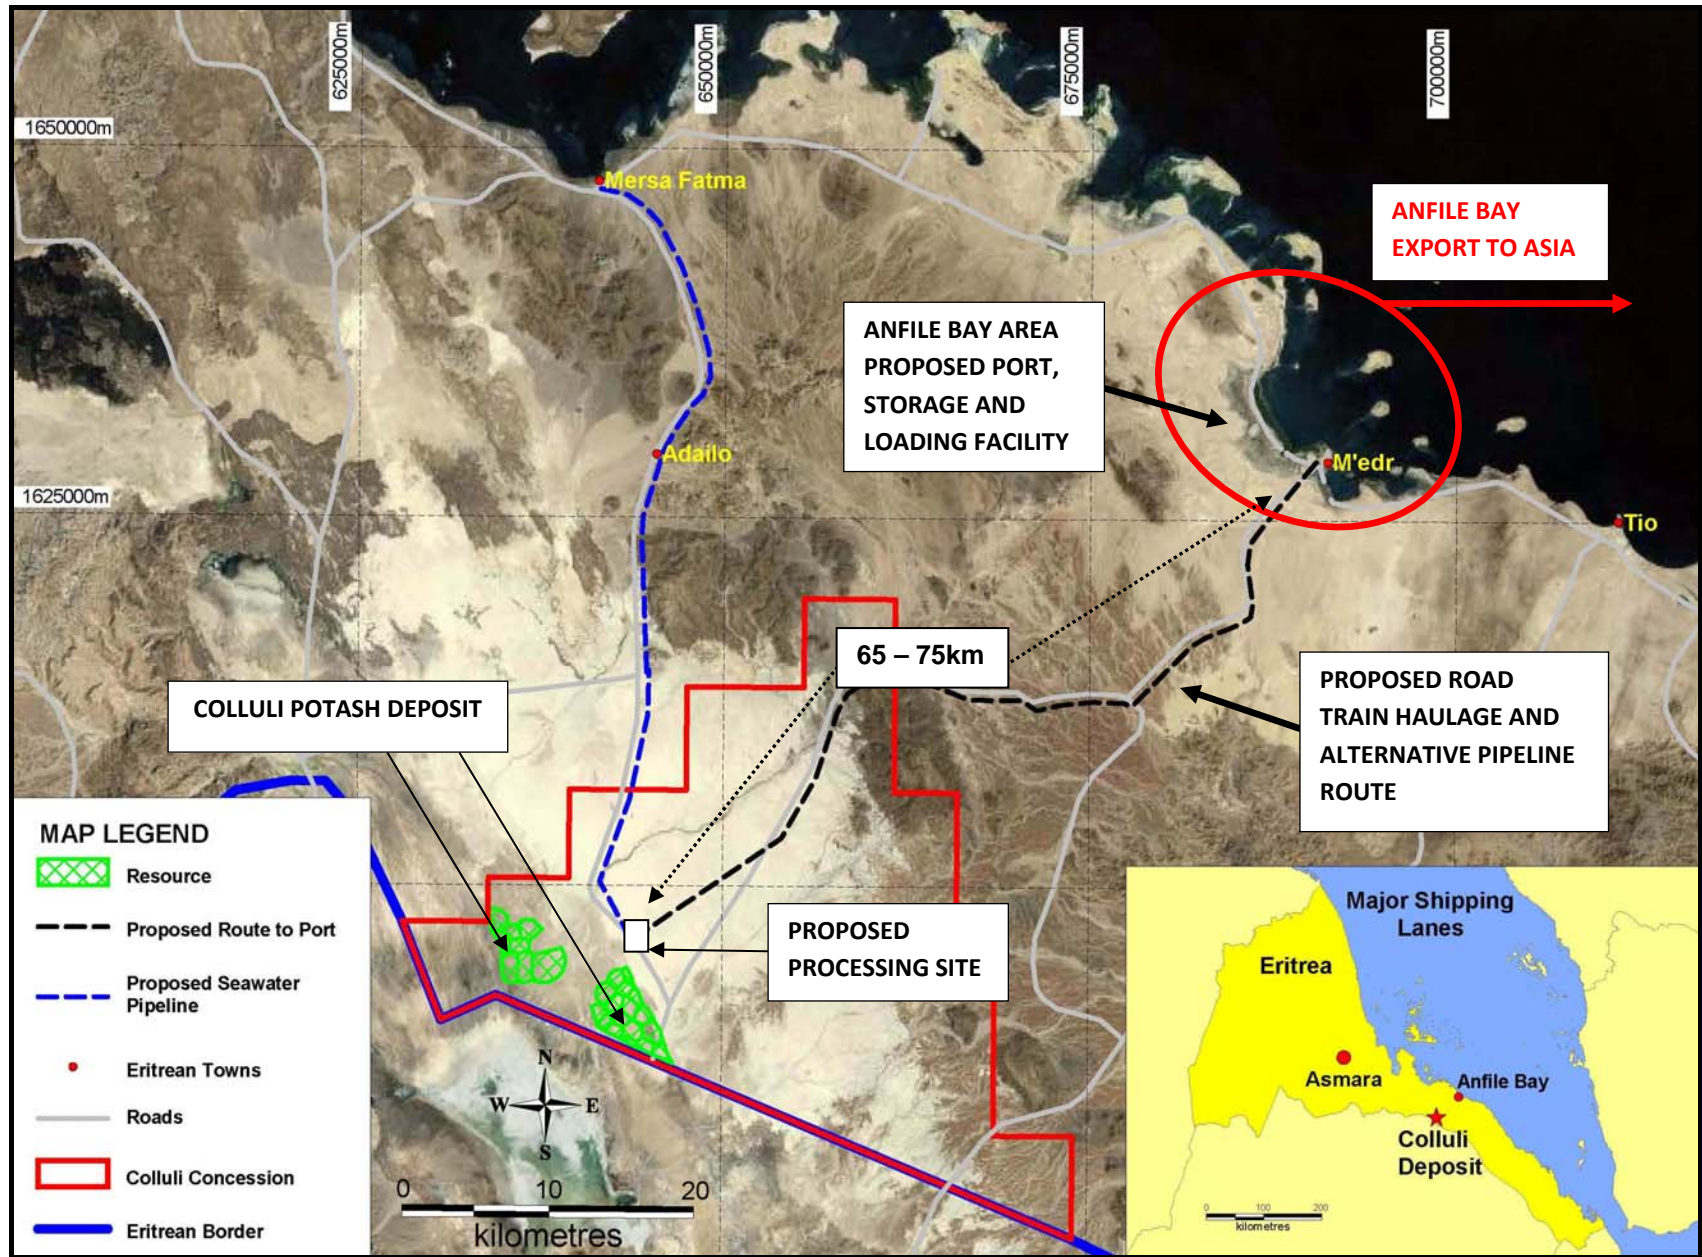 625000m
650000m
675000m
700000m
1650000m
Mersa Fatma
ANFILE BAY
EXPORT TO ASIA
ANFILE BAY AREA
PROPOSED PORT,
STORAGE AND
LOADING FACILITY
Adailo
M'edr
1625000m
Tio
65 – 75km
COLLULI POTASH DEPOSIT
PROPOSED ROAD
TRAIN HAULAGE AND
ALTERNATIVE PIPELINE
ROUTE
PROPOSED
PROCESSING SITE
MAP LEGEND
Resource
Proposed Route to Port
Proposed Seawater
Pipeline
Eritrean Towns
Roads
Colluli Concession
Eritrean Border
N
W E
S
0 10 20
kilometres
Major Shipping
Lanes
Eritrea
Asmara
Anfile Bay
Colluli
Deposit
0 100 200
kilometres